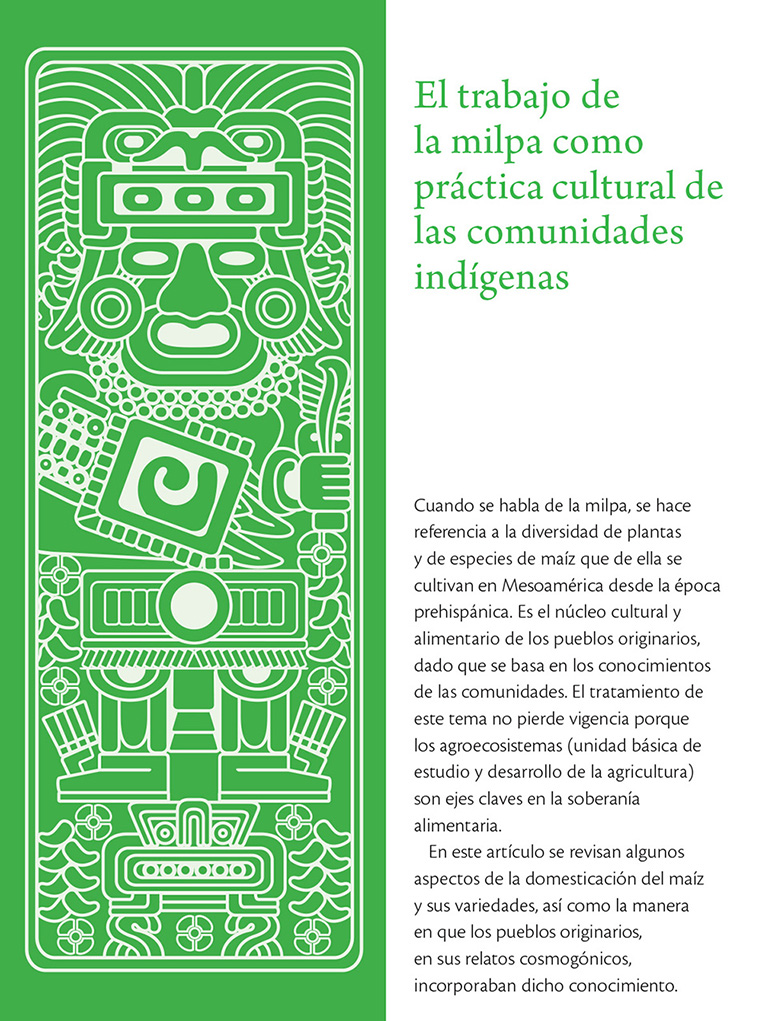 El trabajo de
la milpa como
práctica cultural de
las comunidades
indígenas
Cuando se habla de la milpa, se hace
referencia a la diversidad de plantas
y de especies de maíz que de ella se
cultivan en Mesoamérica desde la época
prehispánica. Es el núcleo cultural y
alimentario de los pueblos originarios,
dado que se basa en los conocimientos
de las comunidades. El tratamiento de
este tema no pierde vigencia porque
los agroecosistemas (unidad básica de
estudio y desarrollo de la agricultura)
son ejes claves en la soberanía
alimentaria.
En este artículo se revisan algunos
aspectos de la domesticación del maíz
y sus variedades, así como la manera
en que los pueblos originarios,
en sus relatos cosmogónicos,
incorporaban dicho conocimiento.